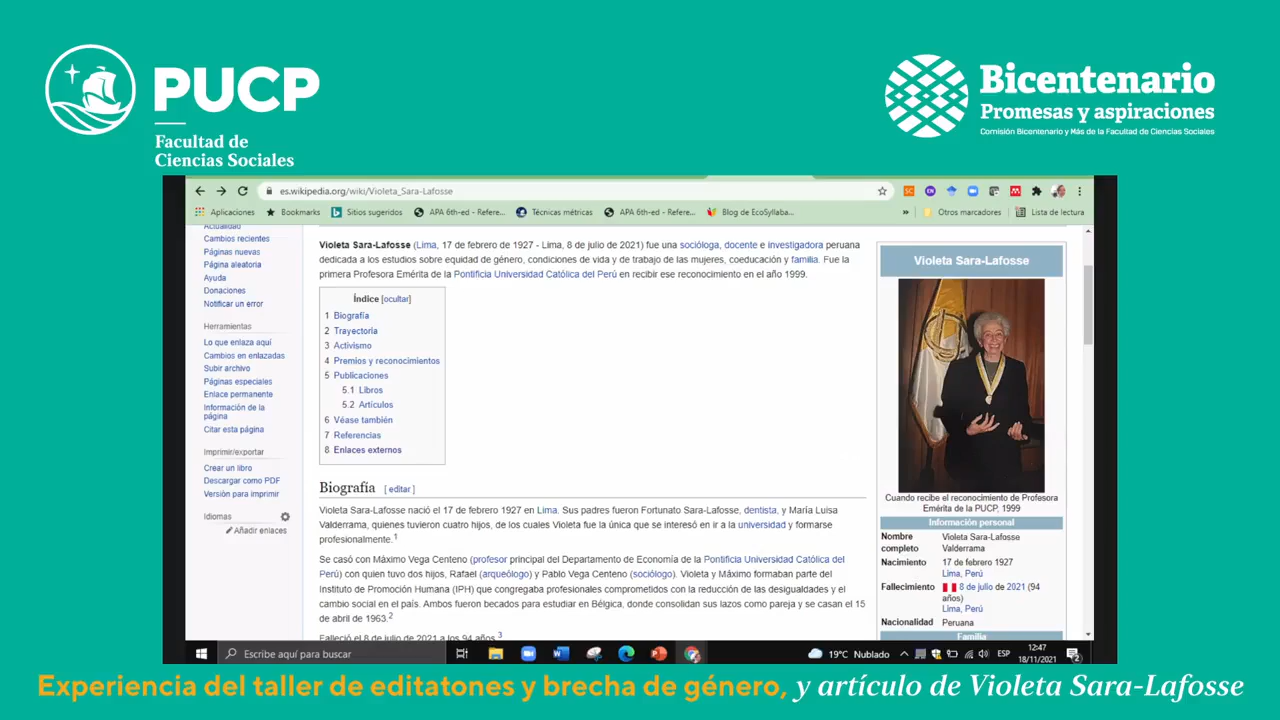 PUCP
Facultad de
Ciencias Sociales
Bicentenario
Promesas y aspiraciones
Comisión Bicentenario y Más de la Facultad de Ciencias Sociales
es.wikipedia.org/wiki/Violeta_Sara-Lafosse
Aplicaciones
Bookmarks
Sitios sugeridos
APA 6th-ed - Refere...
Técnicas métricas
APA 6th-ed - Refere...
Blog de EcoSyllaba...
»
Otros marcadores
Lista de lectura
Actualidad
Cambios recientes
Páginas nuevas
Página aleatoria
Ayuda
Donaciones
Notificar un error
Herramientas
Lo que enlaza aquí
Cambios en enlazadas
Subir archivo
Páginas especiales
Enlace permanente
Información de la
página
Citar esta página
Imprimir/exportar
Crear un libro
Descargar como PDF
Versión para imprimir
Idiomas
Añadir enlaces
Violeta Sara-Lafosse (Lima, 17 de febrero de 1927 - Lima, 8 de julio de 2021) fue una socióloga, docente e investigadora peruana
dedicada a los estudios sobre equidad de género, condiciones de vida y de trabajo de las mujeres, coeducación y familia. Fue la
primera Profesora Emérita de la Pontificia Universidad Católica del Perú en recibir ese reconocimiento en el año 1999.
Índice [ocultar]
1 Biografía
2 Trayectoria
3 Activismo
4 Premios y reconocimientos
5 Publicaciones
5.1 Libros
5.2 Artículos
6 Véase también
7 Referencias
8 Enlaces externos
Biografía [ editar ]
Violeta Sara-Lafosse nació el 17 de febrero 1927 en Lima. Sus padres fueron Fortunato Sara-Lafosse, dentista, y María Luisa
Valderrama, quienes tuvieron cuatro hijos, de los cuales Violeta fue la única que se interesó en ir a la universidad y formarse
profesionalmente.1
Se casó con Máximo Vega Centeno (profesor principal del Departamento de Economía de la Pontificia Universidad Católica del
Perú) con quien tuvo dos hijos, Rafael (arqueólogo) y Pablo Vega Centeno (sociólogo). Violeta y Máximo formaban parte del
Instituto de Promoción Humana (IPH) que congregaba profesionales comprometidos con la reducción de las desigualdades y el
cambio social en el país. Ambos fueron becados para estudiar en Bélgica, donde consolidan sus lazos como pareja y se casan el 15
de abril de 1963.2
Falleció el 8 de julio de 2021 a los 94 años.3
Violeta Sara-Lafosse
Cuando recibe el reconocimiento de Profesora
Emérita de la PUCP, 1999
Información personal
Nombre completo Violeta Sara-Lafosse Valderrama
Nacimiento 17 de febrero 1927
Lima, Perú
Fallecimiento 8 de julio de 2021 (94
años)
Lima, Perú
Nacionalidad Peruana
Familia
Escribe aquí para buscar
19°C Nublado
ESP
12:47
18/11/2021
2
Experiencia del taller de editatones y brecha de género, y artículo de Violeta Sara-Lafosse